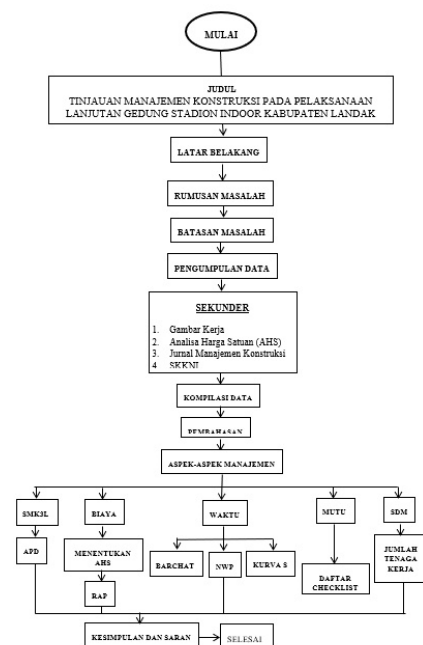 MULAI
JUDUL
TINJAUAN MANAJEMEN KONSTRUKSI PADA PELAKSANAAN
LANJUTAN GEDUNG STADION INDOOR KABUPATEN LANDAK
LATAR BELAKANG
RUMUSAN MASALAH
BATASAN MASALAH
PENGUMPULAN DATA
SEKUNDER
1. Gambar Kerja
2. Analisa Harga Satuan (AHS)
3. Jurnal Manajemen Konstruksi
4 SKKNI
KOMPILASI DATA
PEMBAHASAN
ASPEK-ASPEK MANAJEMEN
SMK3L
BIAYA
WAKTU
MUTU
SDM
APD
MENENTUKAN
AHS
RAP
BARCHAT
NWP
KURVA S
DAFTAR
CHECKLIST
JUMLAH
TENAGA
KERJA
KESIMPULAN DAN SARAN
SELESAI